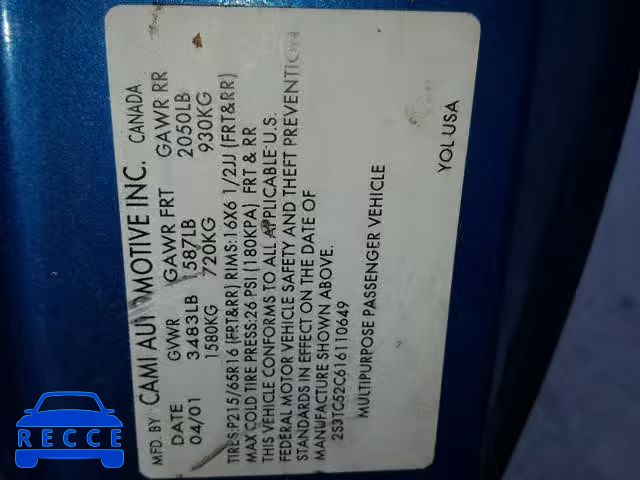 MFD BY CAMI AUTOMOTIVE INC. CANADA
DATE GVWR GAWR FRT GAWR RR
04/01 3483LB 1587LB 2050LB
1580KG 720KG 930KG
TIRES:P215/65R16 (FRT&RR) RIMS:16X6 1/2JJ (FRT&RR)
MAX COLD TIRE PRESS:26 PSI (180KPA) FRT & RR
THIS VEHICLE CONFORMS TO ALL APPLICABLE U.S.
FEDERAL MOTOR VEHICLE SAFETY AND THEFT PREVENTION
STANDARDS IN EFFECT ON THE DATE OF
MANUFACTURE SHOWN ABOVE.
2S3TC52C616110649
MULTIPURPOSE PASSENGER VEHICLE
YOL USA
RECCE